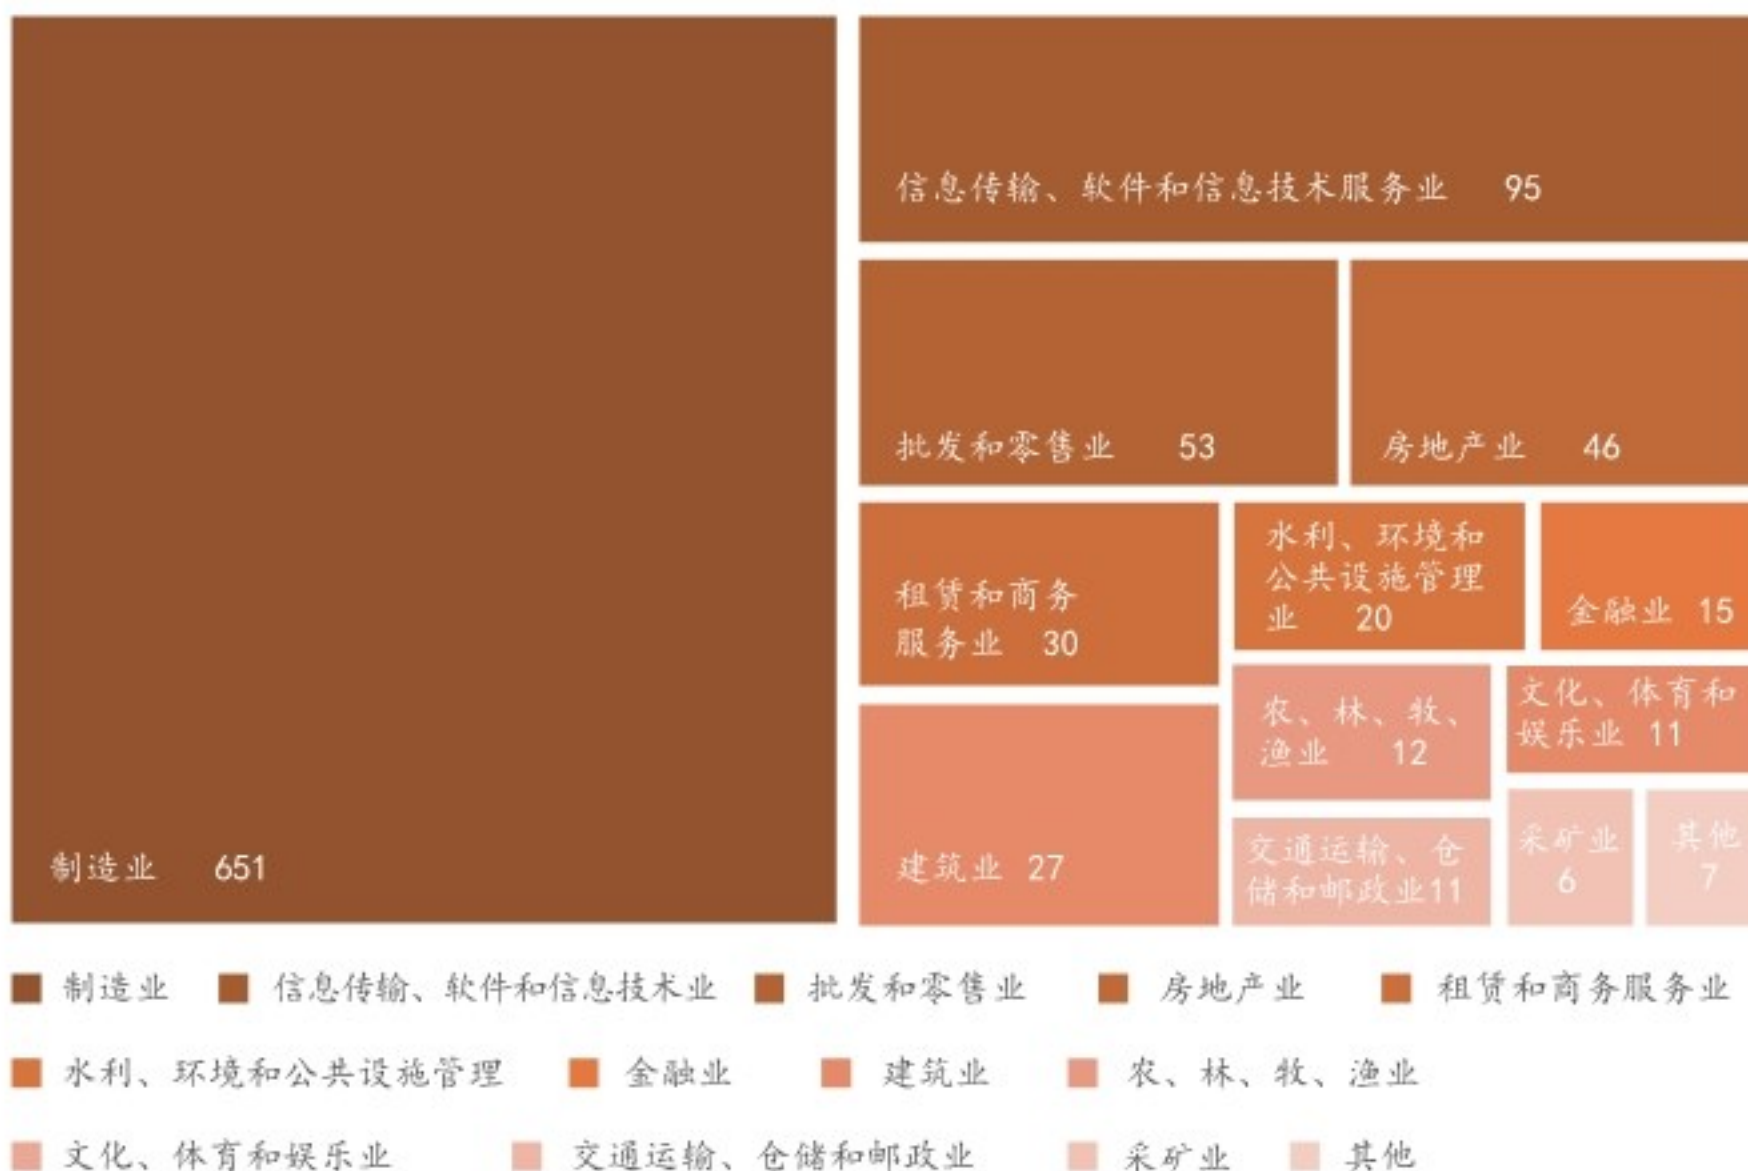 信息传输、软件和信息技术服务业 95
批发和零售业 53
房地产业 46
租赁和商务
服务业 30
水利、环境和
公共设施管理
业 20
金融业 15
农、林、牧、
渔业 12
文化、体育和
娱乐业 11
制造业 651
建筑业 27
交通运输、仓
储和邮政业11
采矿业
6
其他
7
制造业 信息传输、软件和信息技术业 批发和零售业 房地产业 租赁和商务服务业
水利、环境和公共设施管理 金融业 建筑业 农、林、牧、渔业
文化、体育和娱乐业 交通运输、仓储和邮政业 采矿业 其他